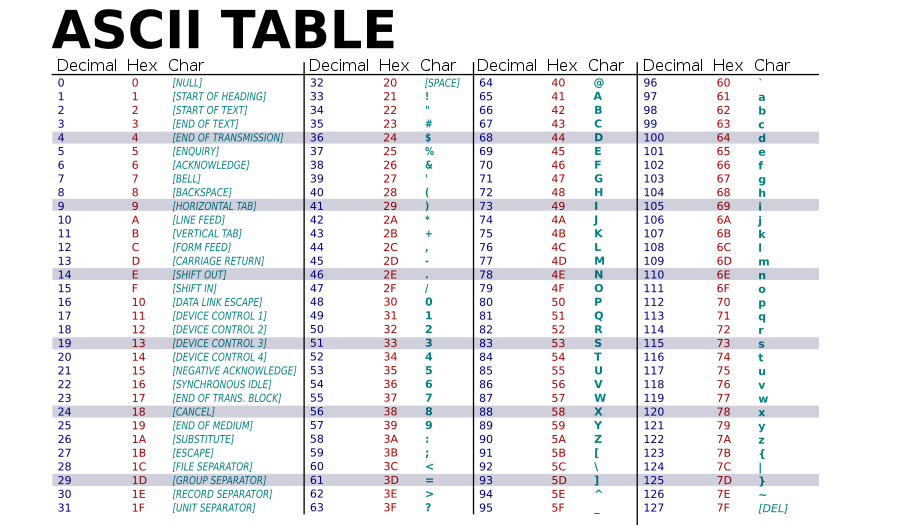 ASCII TABLE
Decimal Hex Char Decimal Hex Char Decimal Hex Char Decimal Hex Char
0 0 [NULL] 32 20 [SPACE] 64 40 @ 96 60 `
1 1 [START OF HEADING] 33 21 ! 65 41 A 97 61 a
2 2 [START OF TEXT] 34 22 " 66 42 B 98 62 b
3 3 [END OF TEXT] 35 23 # 67 43 C 99 63 c
4 4 [END OF TRANSMISSION] 36 24 $ 68 44 D 100 64 d
5 5 [ENQUIRY] 37 25 % 69 45 E 101 65 e
6 6 [ACKNOWLEDGE] 38 26 & 70 46 F 102 66 f
7 7 [BELL] 39 27 ' 71 47 G 103 67 g
8 8 [BACKSPACE] 40 28 ( 72 48 H 104 68 h
9 9 [HORIZONTAL TAB] 41 29 ) 73 49 I 105 69 i
10 A [LINE FEED] 42 2A * 74 4A J 106 6A j
11 B [VERTICAL TAB] 43 2B + 75 4B K 107 6B k
12 C [FORM FEED] 44 2C , 76 4C L 108 6C l
13 D [CARRIAGE RETURN] 45 2D - 77 4D M 109 6D m
14 E [SHIFT OUT] 46 2E . 78 4E N 110 6E n
15 F [SHIFT IN] 47 2F / 79 4F O 111 6F o
16 10 [DATA LINK ESCAPE] 48 30 0 80 50 P 112 70 p
17 11 [DEVICE CONTROL 1] 49 31 1 81 51 Q 113 71 q
18 12 [DEVICE CONTROL 2] 50 32 2 82 52 R 114 72 r
19 13 [DEVICE CONTROL 3] 51 33 3 83 53 S 115 73 s
20 14 [DEVICE CONTROL 4] 52 34 4 84 54 T 116 74 t
21 15 [NEGATIVE ACKNOWLEDGE] 53 35 5 85 55 U 117 75 u
22 16 [SYNCHRONOUS IDLE] 54 36 6 86 56 V 118 76 v
23 17 [END OF TRANS. BLOCK] 55 37 7 87 57 W 119 77 w
24 18 [CANCEL] 56 38 8 88 58 X 120 78 x
25 19 [END OF MEDIUM] 57 39 9 89 59 Y 121 79 y
26 1A [SUBSTITUTE] 58 3A : 90 5A Z 122 7A z
27 1B [ESCAPE] 59 3B ; 91 5B [ 123 7B {
28 1C [FILE SEPARATOR] 60 3C < 92 5C \ 124 7C |
29 1D [GROUP SEPARATOR] 61 3D = 93 5D ] 125 7D }
30 1E [RECORD SEPARATOR] 62 3E > 94 5E ^ 126 7E ~
31 1F [UNIT SEPARATOR] 63 3F ? 95 5F _ 127 7F [DEL]